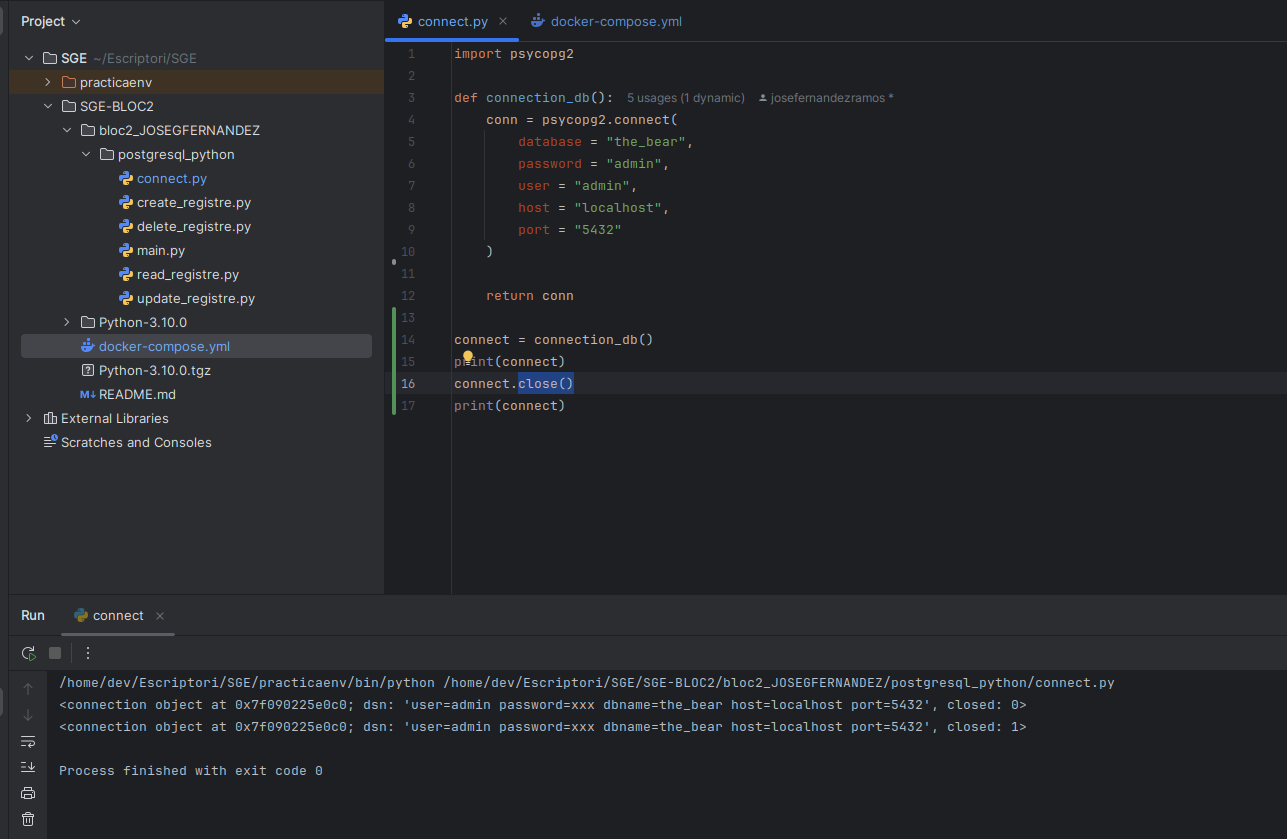 Project
SGE ~/Escriptori/SGE
practicaenv
SGE-BLOC2
bloc2_JOSEGFERNANDEZ
postgresql_python
connect.py
create_registre.py
delete_registre.py
main.py
read_registre.py
update_registre.py
Python-3.10.0
docker-compose.yml
Python-3.10.0.tgz
README.md
External Libraries
Scratches and Consoles
connect.py
docker-compose.yml
1 import psycopg2
2
3 def connection_db(): 5 usages (1 dynamic) josefernandezramos *
4 conn = psycopg2.connect(
5 database = "the_bear",
6 password = "admin",
7 user = "admin",
8 host = "localhost",
9 port = "5432"
10 )
11
12 return conn
13
14 connect = connection_db()
15 print(connect)
16 connect.close()
17 print(connect)
Run connect
/home/dev/Escriptori/SGE/practicaenv/bin/python /home/dev/Escriptori/SGE/SGE-BLOC2/bloc2_JOSEGFERNANDEZ/postgresql_python/connect.py
<connection object at 0x7f090225e0c0; dsn: 'user=admin password=xxx dbname=the_bear host=localhost port=5432', closed: 0>
<connection object at 0x7f090225e0c0; dsn: 'user=admin password=xxx dbname=the_bear host=localhost port=5432', closed: 1>
Process finished with exit code 0